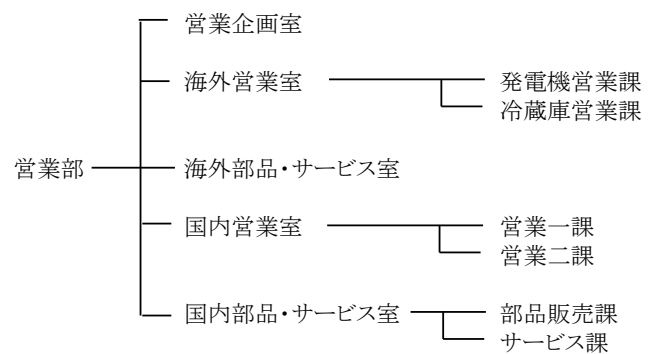 営業企画室
海外営業室
発電機営業課
冷蔵庫営業課
営業部
海外部品・サービス室
国内営業室
営業一課
営業二課
国内部品・サービス室
部品販売課
サービス課